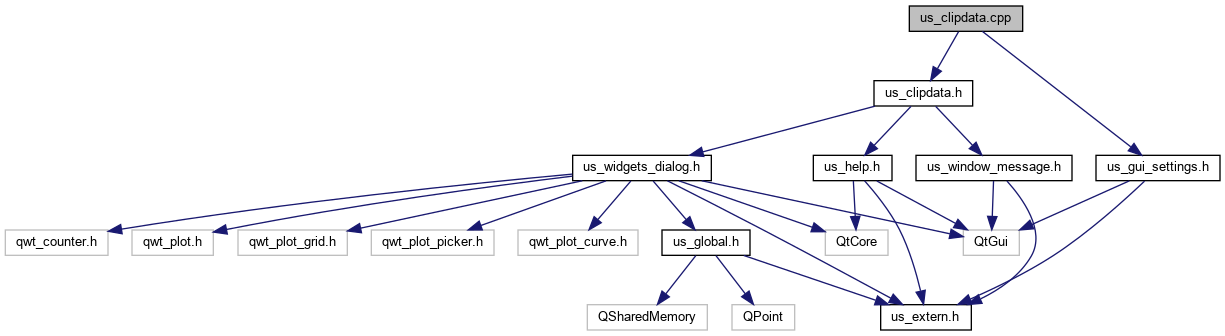 us_clipdata.cpp
us_clipdata.h
us_widgets_dialog.h
us_help.h
us_window_message.h
us_gui_settings.h
qwt_counter.h
qwt_plot.h
qwt_plot_grid.h
qwt_plot_picker.h
qwt_plot_curve.h
us_global.h
QtCore
QtGui
QSharedMemory
QPoint
us_extern.h